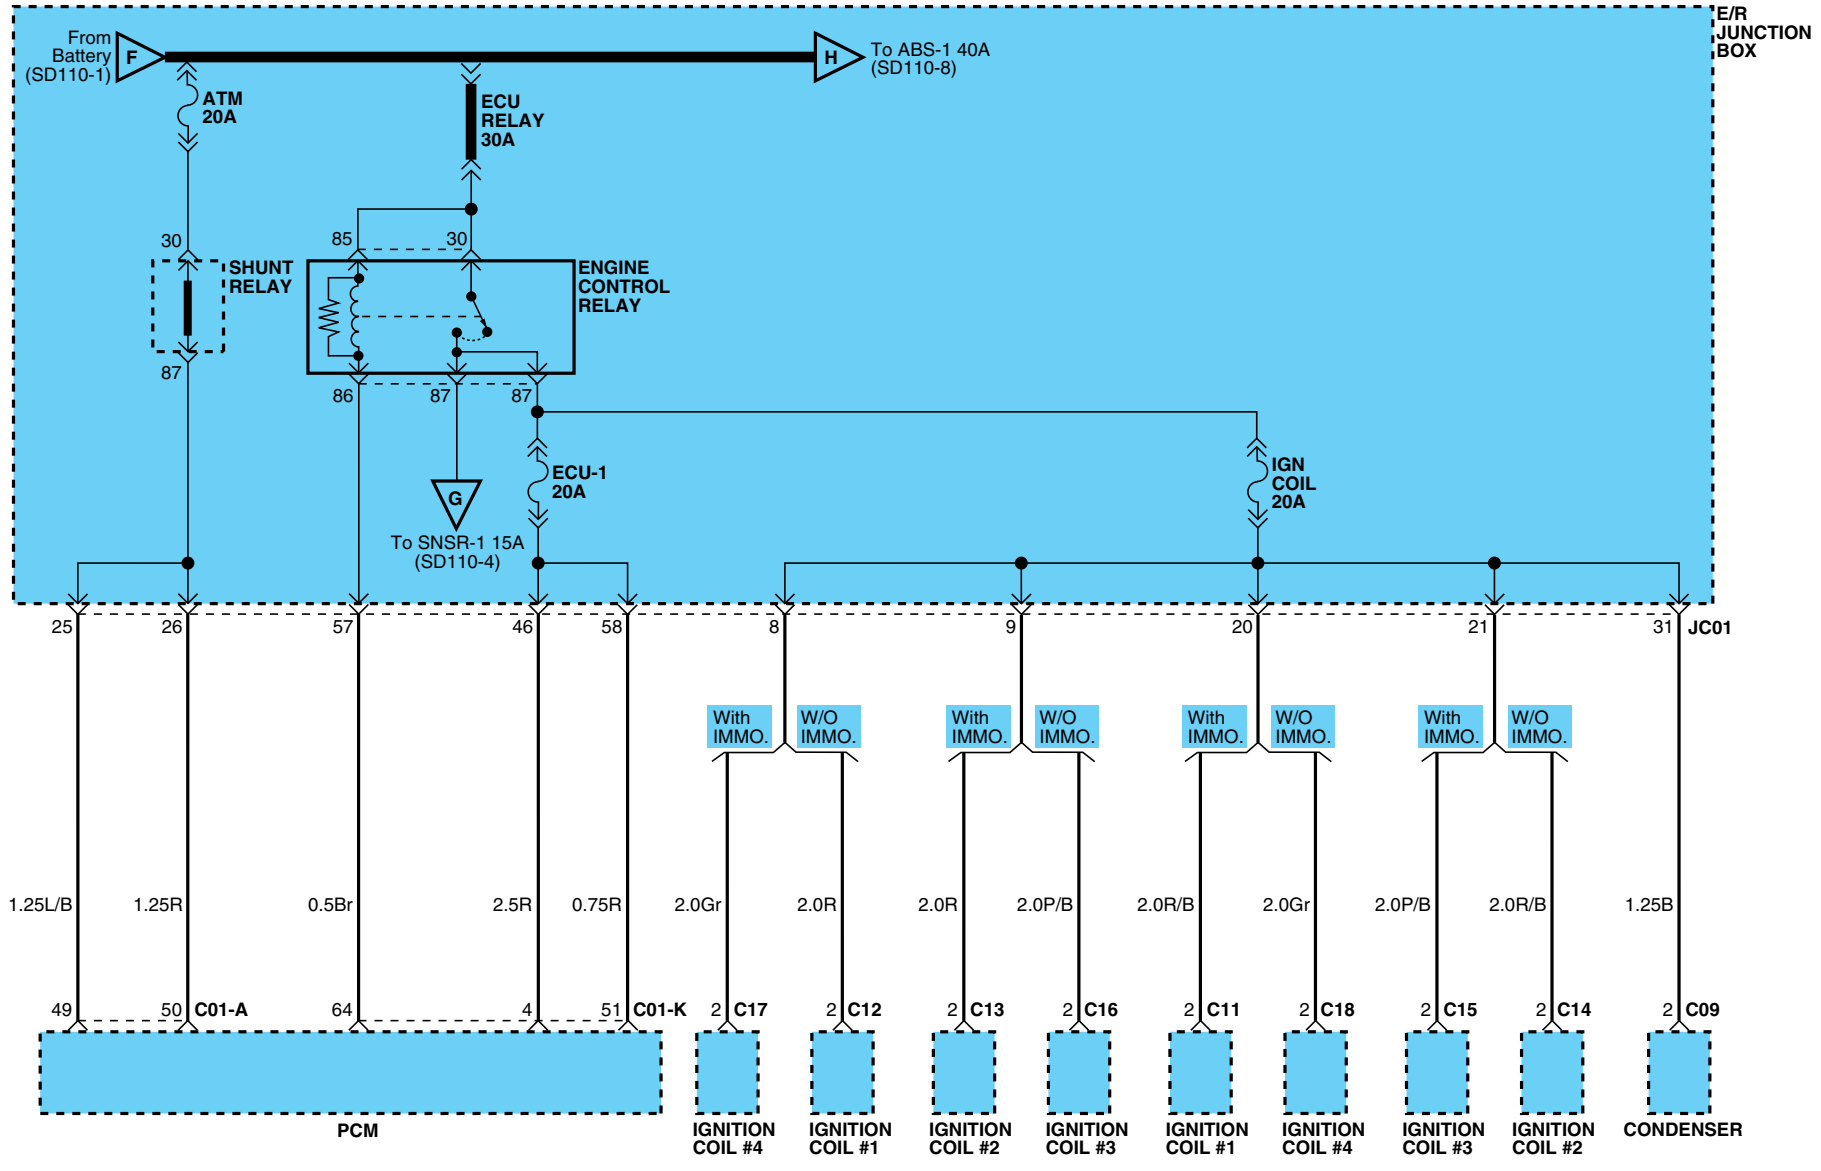 E/R
JUNCTION
BOX
From
Battery
(SD110-1)
F
H
To ABS-1 40A
(SD110-8)
ATM
20A
ECU
RELAY
30A
30
85
30
SHUNT
RELAY
ENGINE
CONTROL
RELAY
87
86
87
87
ECU-1
20A
IGN
COIL
20A
G
To SNSR-1 15A
(SD110-4)
25
26
57
46
58
8
9
20
21
31
JC01
With
IMMO.
W/O
IMMO.
With
IMMO.
W/O
IMMO.
With
IMMO.
W/O
IMMO.
With
IMMO.
W/O
IMMO.
1.25L/B
1.25R
0.5Br
2.5R
0.75R
2.0Gr
2.0R
2.0R
2.0P/B
2.0R/B
2.0Gr
2.0P/B
2.0R/B
1.25B
49
50 C01-A
64
4
51 C01-K
2 C17
2 C12
2 C13
2 C16
2 C11
2 C18
2 C15
2 C14
2 C09
PCM
IGNITION
COIL #4
IGNITION
COIL #1
IGNITION
COIL #2
IGNITION
COIL #3
IGNITION
COIL #1
IGNITION
COIL #4
IGNITION
COIL #3
IGNITION
COIL #2
CONDENSER